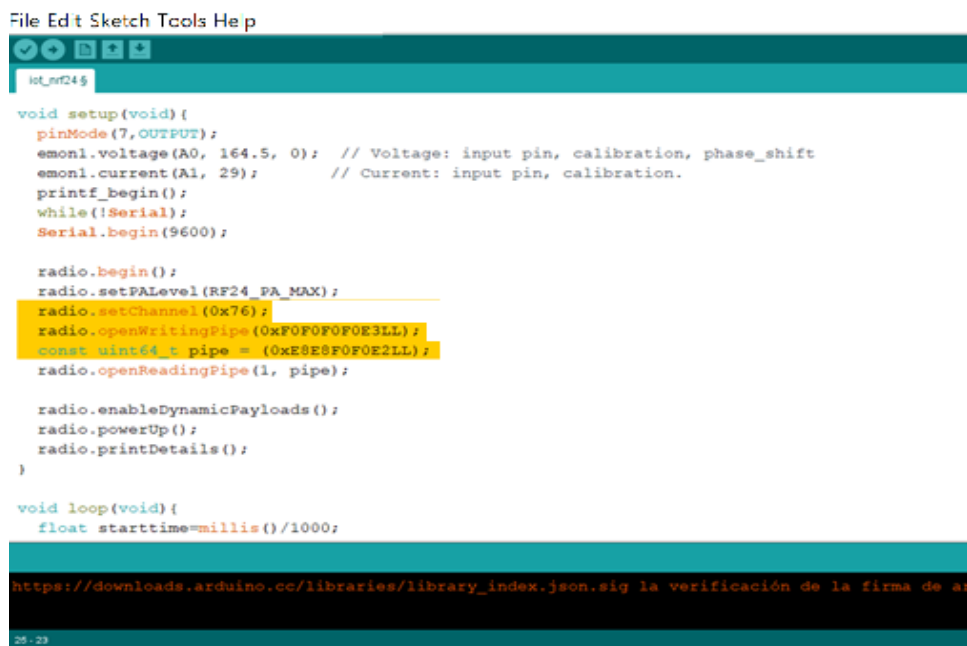 File Edit Sketch Tools Help
iot_nrf24 §
void setup(void){
  pinMode(7,OUTPUT);
  emon1.voltage(A0, 164.5, 0);  // Voltage: input pin, calibration, phase_shift
  emon1.current(A1, 29);       // Current: input pin, calibration.
  printf_begin();
  while(!Serial);
  Serial.begin(9600);
  radio.begin();
  radio.setPALevel(RF24_PA_MAX);
  radio.setChannel(0x76);
  radio.openWritingPipe(0xF0F0F0F0E3LL);
  const uint64_t pipe = (0xE8E8F0F0E2LL);
  radio.openReadingPipe(1, pipe);
  radio.enableDynamicPayloads();
  radio.powerUp();
  radio.printDetails();
}
void loop(void){
  float starttime=millis()/1000;
https://downloads.arduino.cc/libraries/library_index.json.sig la verificación de la firma de ar
25 - 23